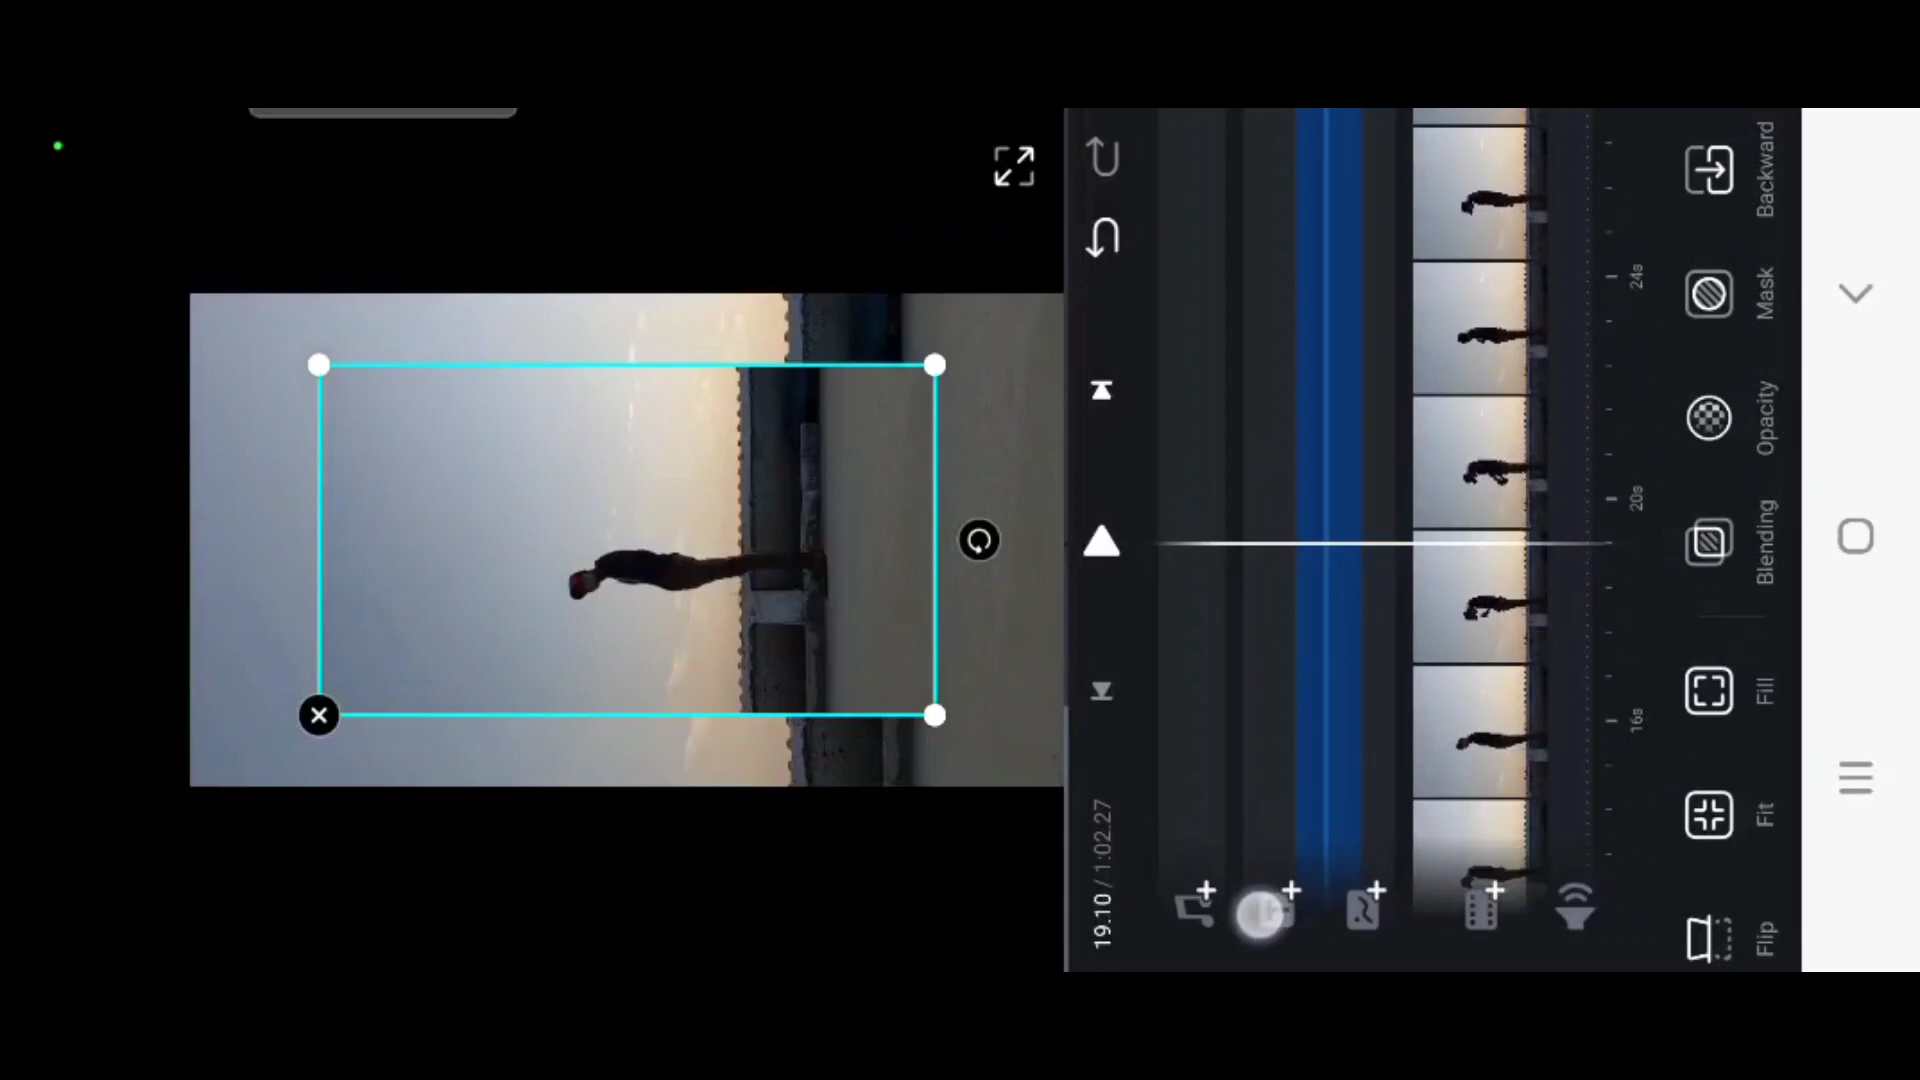 19.10 / 1:02.27
16s
20s
24s
Flip
Fit
Fill
Blending
Opacity
Mask
Backward